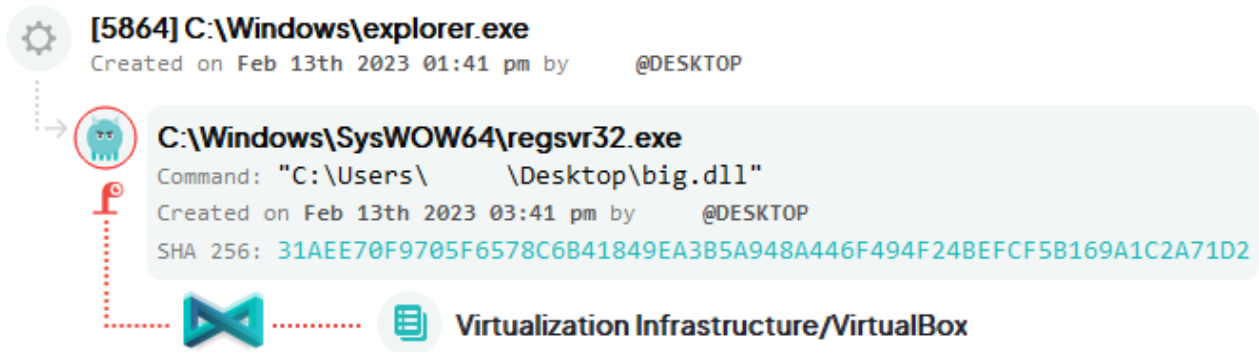 [5864] C:\Windows\explorer.exe
Created on Feb 13th 2023 01:41 pm by @DESKTOP
C:\Windows\SysWOW64\regsvr32.exe
Command: "C:\Users\ \Desktop\big.dll"
Created on Feb 13th 2023 03:41 pm by @DESKTOP
SHA 256: 31AEE70F9705F6578C6B41849EA3B5A948A446F494F24BEFCF5B169A1C2A71D2
Virtualization Infrastructure/VirtualBox